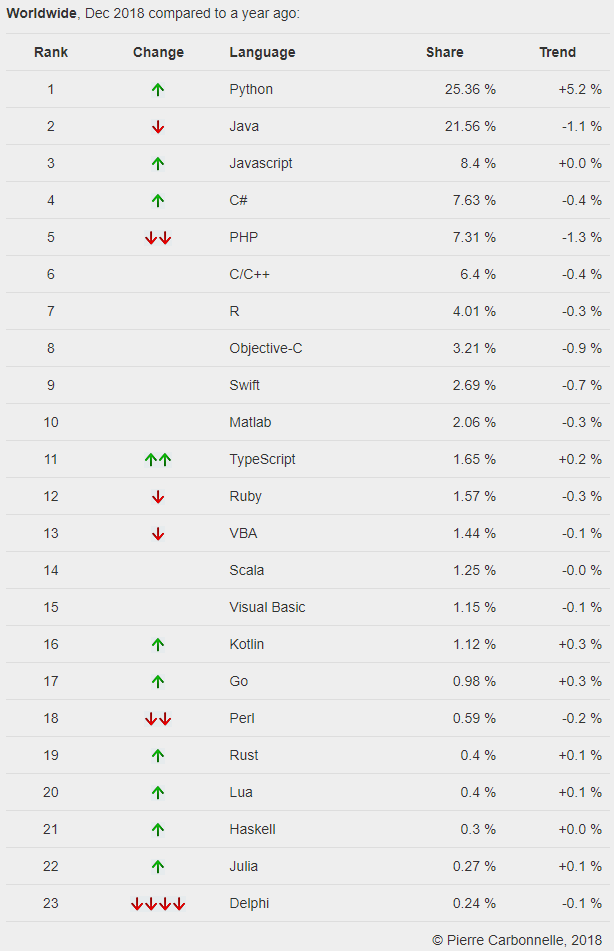 Worldwide, Dec 2018 compared to a year ago:
Rank Change Language Share Trend
1 ↑ Python 25.36 % +5.2 %
2 ↓ Java 21.56 % -1.1 %
3 ↑ Javascript 8.4 % +0.0 %
4 ↑ C# 7.63 % -0.4 %
5 ↓↓ PHP 7.31 % -1.3 %
6 C/C++ 6.4 % -0.4 %
7 R 4.01 % -0.3 %
8 Objective-C 3.21 % -0.9 %
9 Swift 2.69 % -0.7 %
10 Matlab 2.06 % -0.3 %
11 ↑↑ TypeScript 1.65 % +0.2 %
12 ↓ Ruby 1.57 % -0.3 %
13 ↓ VBA 1.44 % -0.1 %
14 Scala 1.25 % -0.0 %
15 Visual Basic 1.15 % -0.1 %
16 ↑ Kotlin 1.12 % +0.3 %
17 ↑ Go 0.98 % +0.3 %
18 ↓↓ Perl 0.59 % -0.2 %
19 ↑ Rust 0.4 % +0.1 %
20 ↑ Lua 0.4 % +0.1 %
21 ↑ Haskell 0.3 % +0.0 %
22 ↑ Julia 0.27 % +0.1 %
23 ↓↓↓↓ Delphi 0.24 % -0.1 %
© Pierre Carbonnelle, 2018